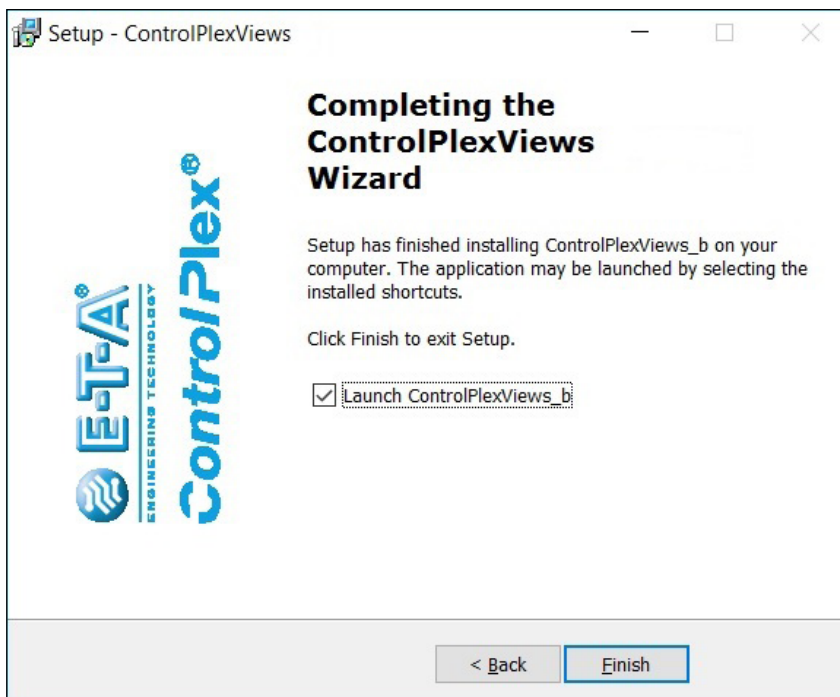 Setup - ControlPlexViews
Completing the
ControlPlexViews
Wizard
Setup has finished installing ControlPlexViews_b on your
computer. The application may be launched by selecting the
installed shortcuts.
Click Finish to exit Setup.
Launch ControlPlexViews_b
E-T-A®
ENGINEERING TECHNOLOGY
ControlPlex®
< Back
Finish